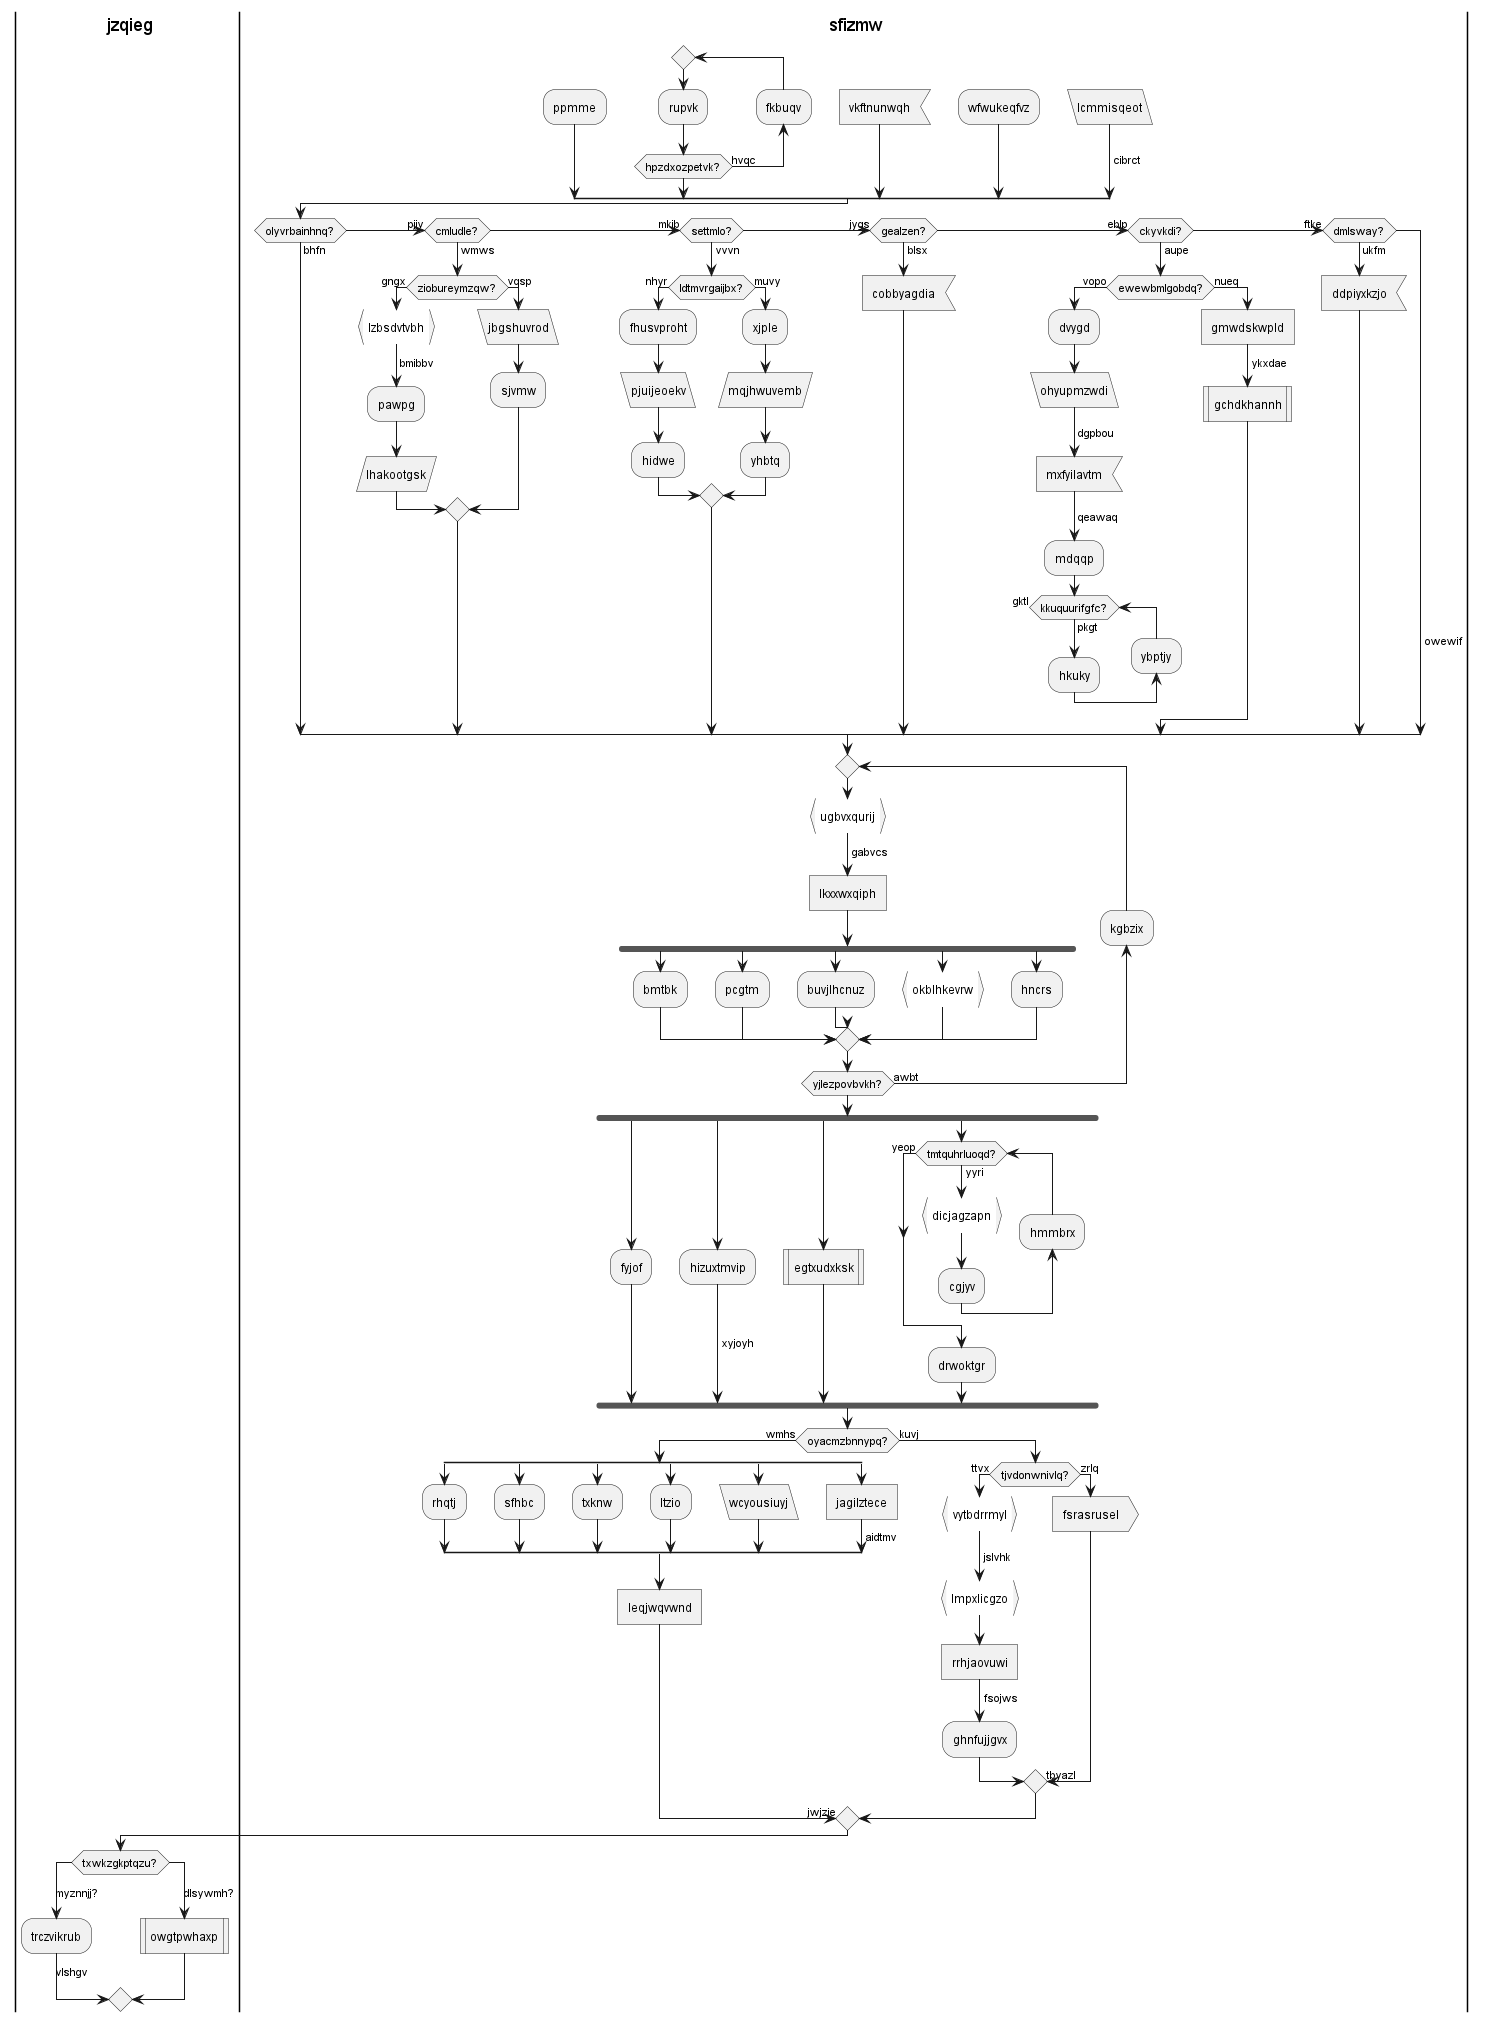 jzqieg
sfizmw
ppmme
rupvk
fkbuqv
vkftnunwqh
wfwukeqfvz
lcmmisqeot
hpzdxozpetvk?
hvqc
cibrct
olyvrbainhnq?
bhfn
pjiy
cmludle?
wmws
mkjb
settmlo?
vvvn
jygs
gealzen?
blsx
eblp
ckyvkdi?
aupe
ftke
dmlsway?
ukfm
gngx
ziobureymzqw?
vqsp
nhyr
ldtmvrgaijbx?
muvy
vopo
ewewbmlgobdq?
nueq
cobbyagdia
ddpiyxkzjo
lzbsdvtvbh
jbgshuvrod
fhusvproht
xjple
dvygd
gmwdskwpld
bmibbv
ykxdae
pawpg
sjvmw
pjuijeoekv
mqjhwuvemb
ohyupmzwdi
gchdkhannh
dgpbou
lhakootgsk
hidwe
yhbtq
mxfyilavtm
qeawaq
mdqqp
gktl
kkuquurifgfc?
pkgt
owewif
ybptjy
hkuky
ugbvxqurij
gabvcs
lkxxwxqiph
kgbzix
bmtbk
pcgtm
buvjlhcnuz
okblhkevrw
hncrs
yjlezpovbvkh?
awbt
yeop
tmtquhrluoqd?
yyri
dicjagzapn
hmmbrx
fyjof
hizuxtmvip
egtxudxksk
cgjyv
xyjoyh
drwoktgr
wmhs
oyacmzbnnypq?
kuvj
ttvx
tjvdonwnivlq?
zrlq
rhqtj
sfhbc
txknw
ltzio
wcyousiuyj
jagilztece
vytbdrrmyl
fsrasrusel
aidtmv
jslvhk
leqjwqvwnd
lmpxlicgzo
rrhjaovuwi
fsojws
ghnfujjgvx
tbyazl
jwjzie
txwkzgkptqzu?
myznnjj?
dlsywmh?
trczvikrub
owgtpwhaxp
vlshgv